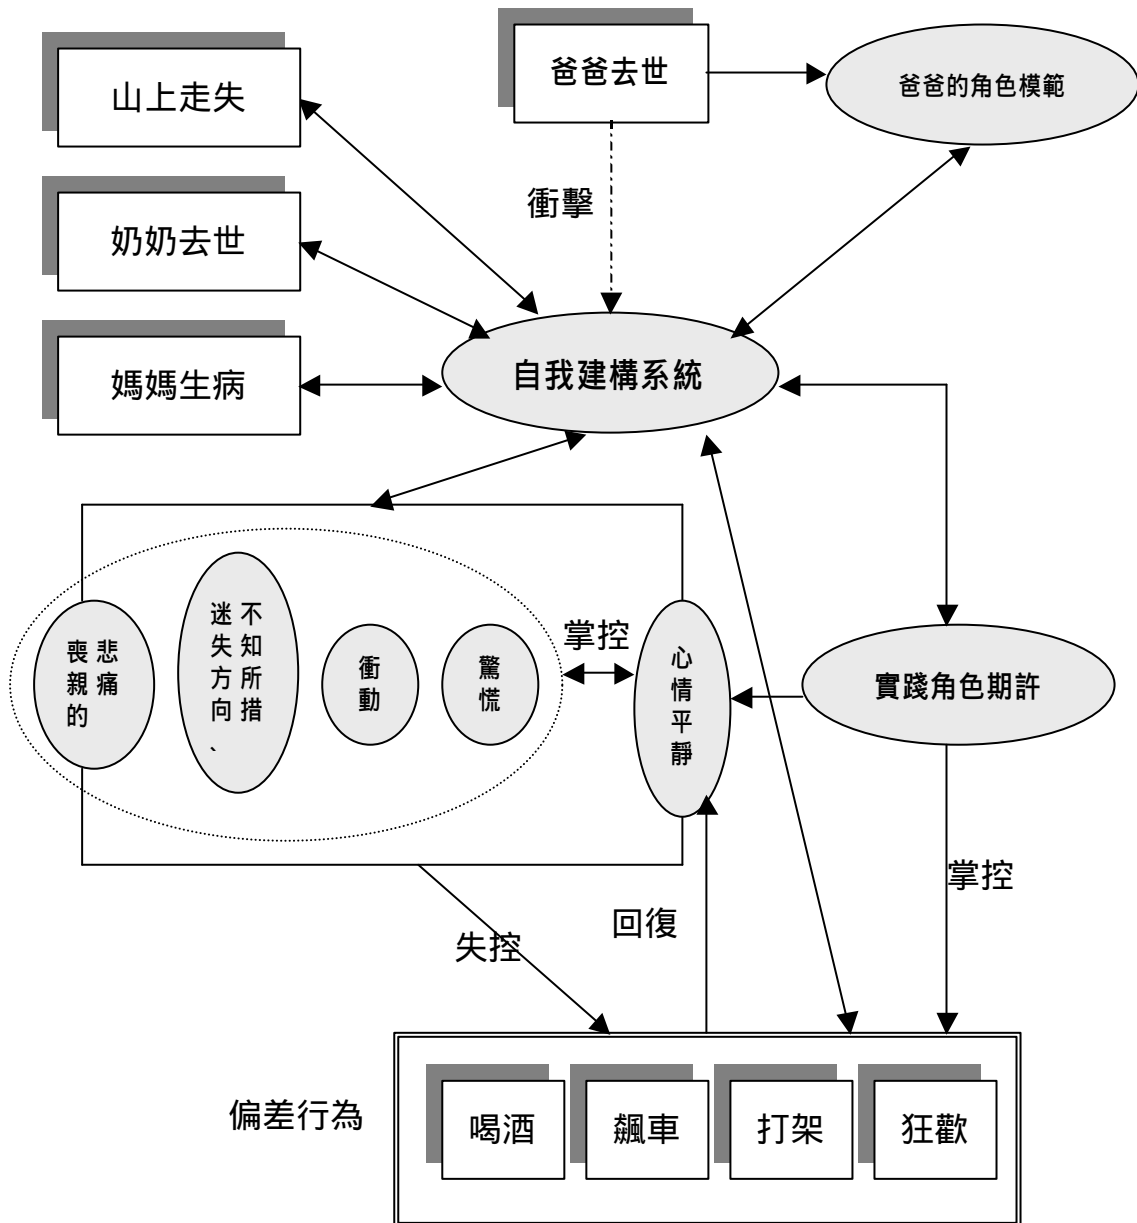 爸爸去世
爸爸的角色模範
山上走失
衝擊
奶奶去世
媽媽生病
自我建構系統
悲痛
喪親的
不知所措
迷失方向、
衝動
驚慌
掌控
心情平靜
實踐角色期許
掌控
回復
失控
偏差行為
喝酒
飆車
打架
狂歡